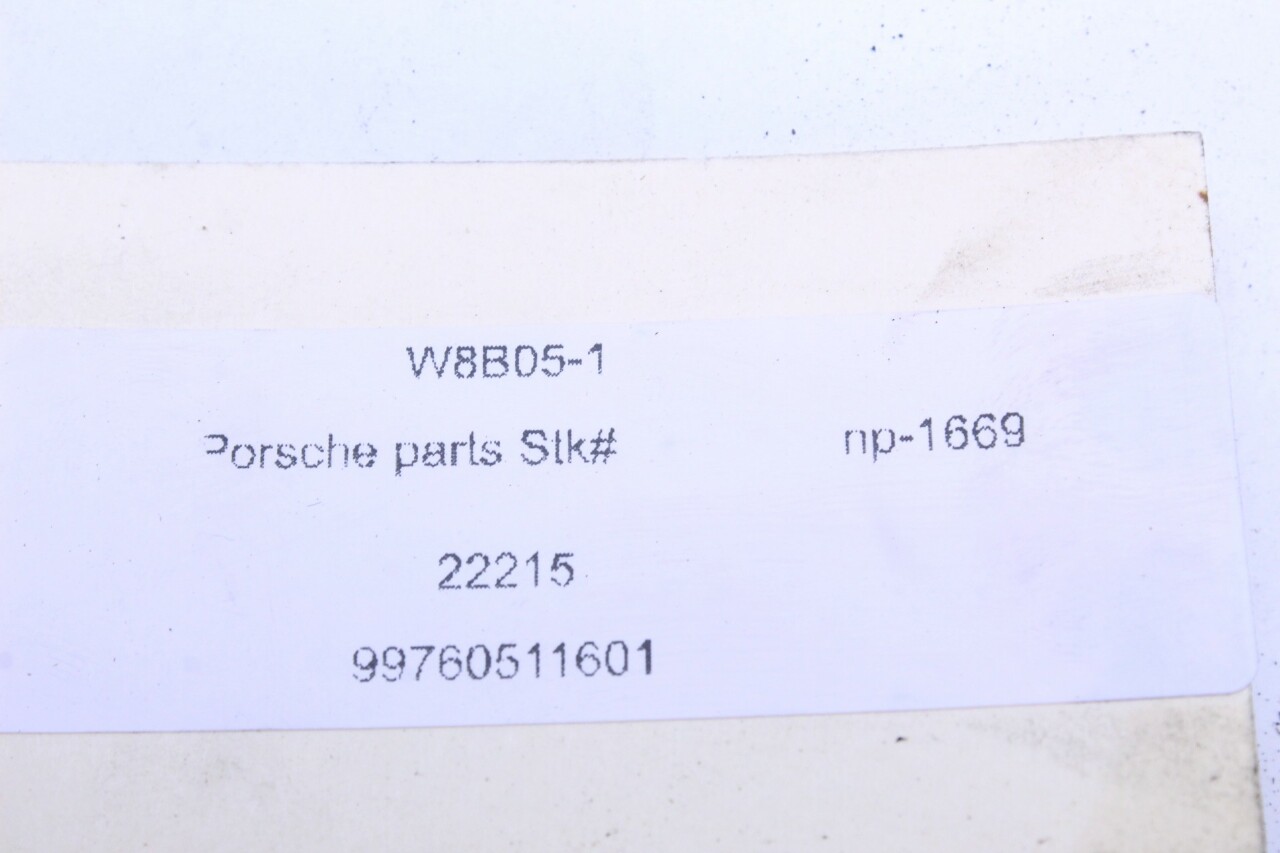 W8B05-1
Porsche parts Stk# np-1669
22215
99760511601